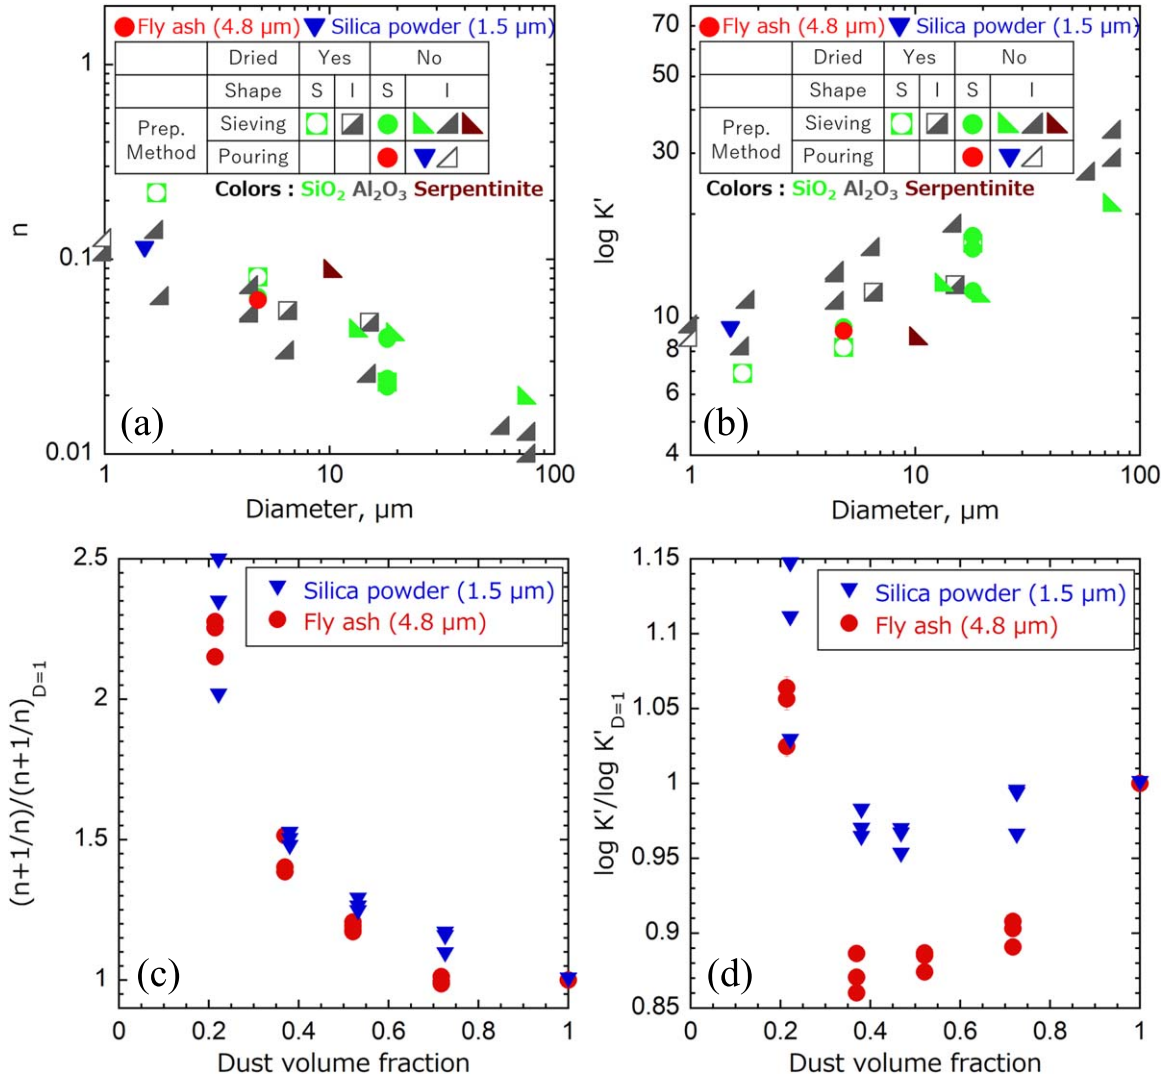 Fly ash (4.8 μm) Silica powder (1.5 μm)
Dried Yes No
Shape S I S I
Prep. Method Sieving
Pouring
Colors : SiO2 Al2O3 Serpentinite
1
0.1
0.01
n
(a)
1 10 100
Diameter, μm
Fly ash (4.8 μm) Silica powder (1.5 μm)
Dried Yes No
Shape S I S I
Prep. Method Sieving
Pouring
Colors : SiO2 Al2O3 Serpentinite
70
50
30
10
8
6
4
log K'
(b)
1 10 100
Diameter, μm
Silica powder (1.5 μm)
Fly ash (4.8 μm)
2.5
2
1.5
1
(n+1/n)/(n+1/n)D=1
(c)
0 0.2 0.4 0.6 0.8 1
Dust volume fraction
Silica powder (1.5 μm)
Fly ash (4.8 μm)
1.15
1.1
1.05
1
0.95
0.9
0.85
log K'/log K'D=1
(d)
0 0.2 0.4 0.6 0.8 1
Dust volume fraction